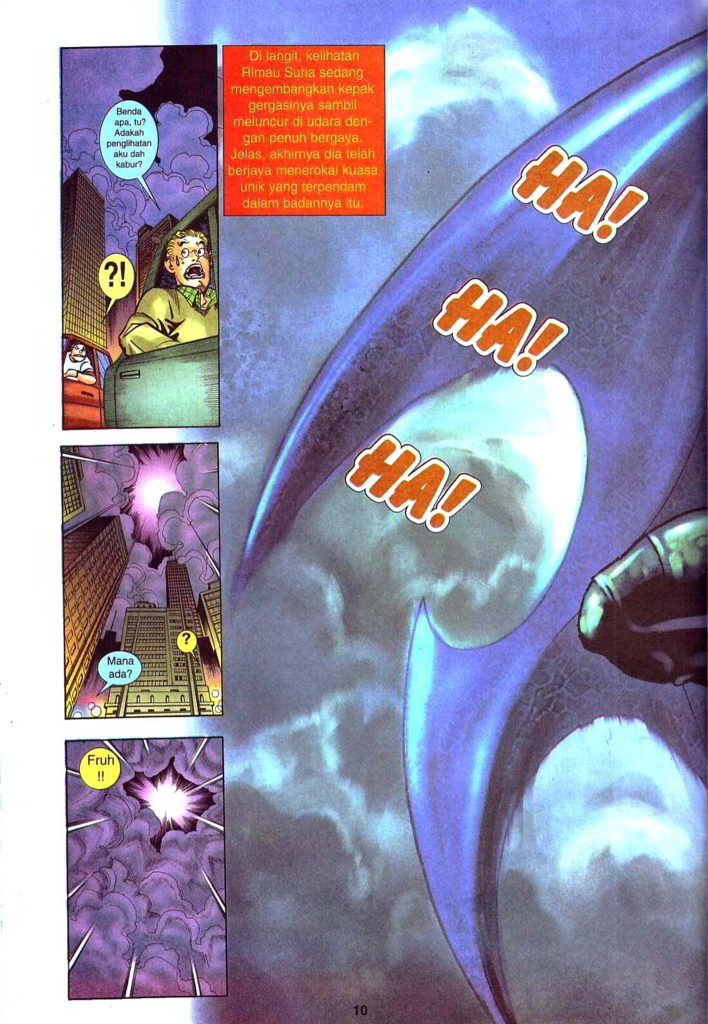 Benda
apa, tu?
Adakah
penglihatan
aku dah
kabur?
?!
Di langit, kelihatan
Rimau Suria sedang
mengembangkan kepak
gergasinya sambil
meluncur di udara den-
gan penuh bergaya.
Jelas, akhirnya dia telah
berjaya menerokai kuasa
unik yang terpendam
dalam badannya itu.
HA!
HA!
HA!
?
Mana
ada?
Fruh
!!
10